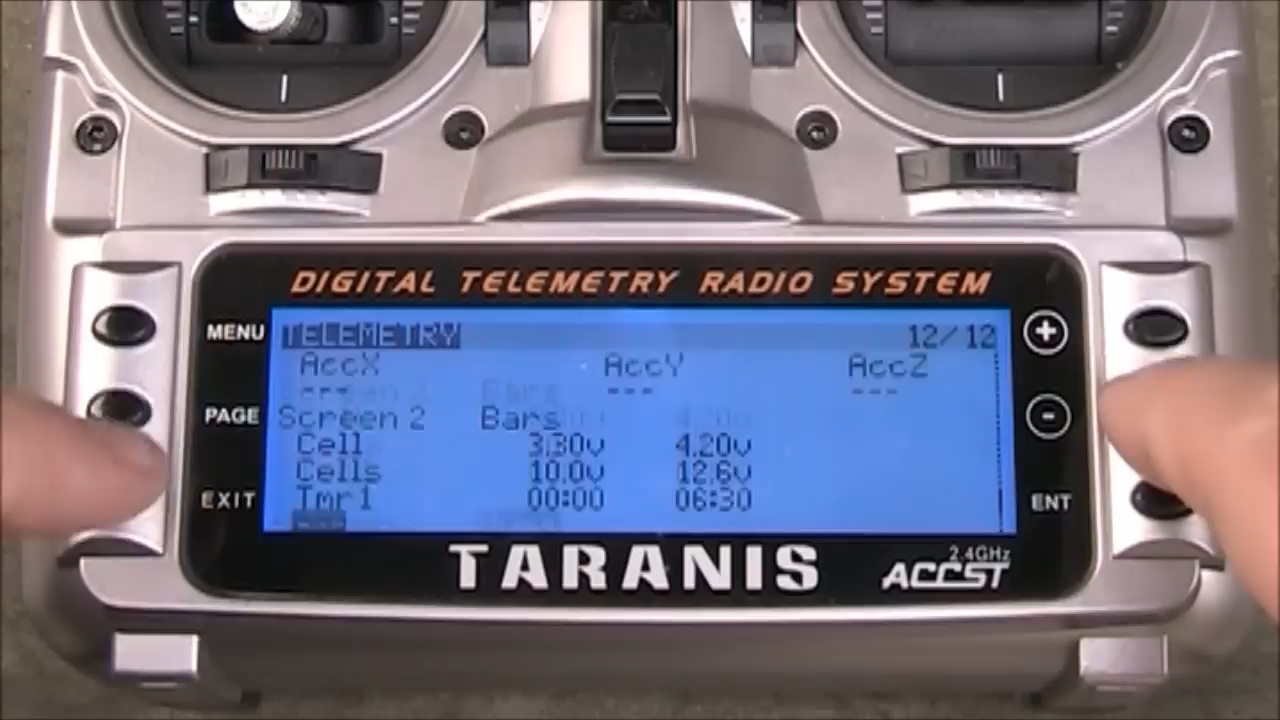 DIGITAL TELEMETRY RADIO SYSTEM
MENU
PAGE
EXIT
TELEMETRY 12/12
AccX AccY AccZ
--- --- ---
Screen 2 Bars
Cell 3.30v 4.20v
Cells 10.0v 12.6v
Tmr1 00:00 06:30
---
+
-
ENT
TARANIS
2.4GHz
ACCST